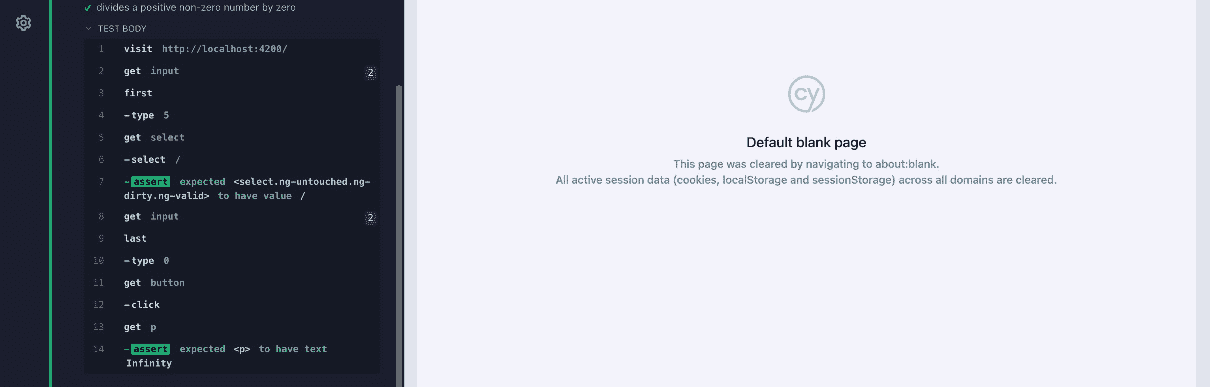 ✔ divides a positive non-zero number by zero
TEST BODY
1 visit http://localhost:4200/
2 get input 2
3 first
4 -type 5
5 get select
6 -select /
7 -assert expected <select.ng-untouched.ng-
dirty.ng-valid> to have value /
8 get input 2
9 last
10 -type 0
11 get button
12 -click
13 get p
14 -assert expected <p> to have text
Infinity
cy
Default blank page
This page was cleared by navigating to about:blank.
All active session data (cookies, localStorage and sessionStorage) across all domains are cleared.